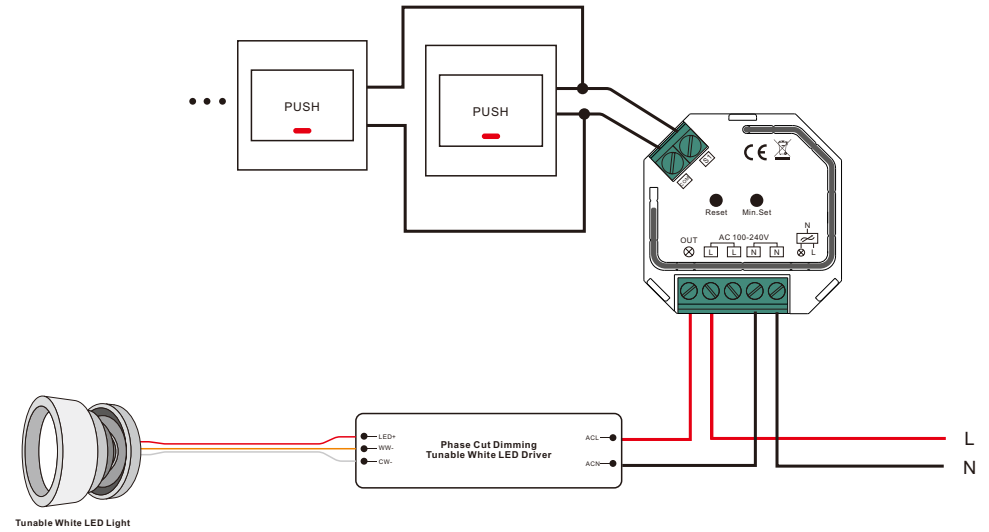 PUSH
PUSH
S1
COM
CE
Reset
Min.Set
N
OUT
AC 100-240V
L
L
L
N
N
LED+
WW-
CW-
Phase Cut Dimming
Tunable White LED Driver
ACL
ACN
L
N
Tunable White LED Light